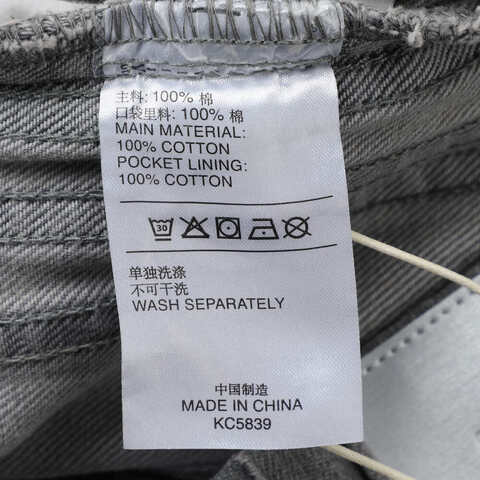 主料: 100% 棉
口袋里料: 100% 棉
MAIN MATERIAL:
100% COTTON
POCKET LINING:
100% COTTON
30
单独洗涤
不可干洗
WASH SEPARATELY
中国制造
MADE IN CHINA
KC5839